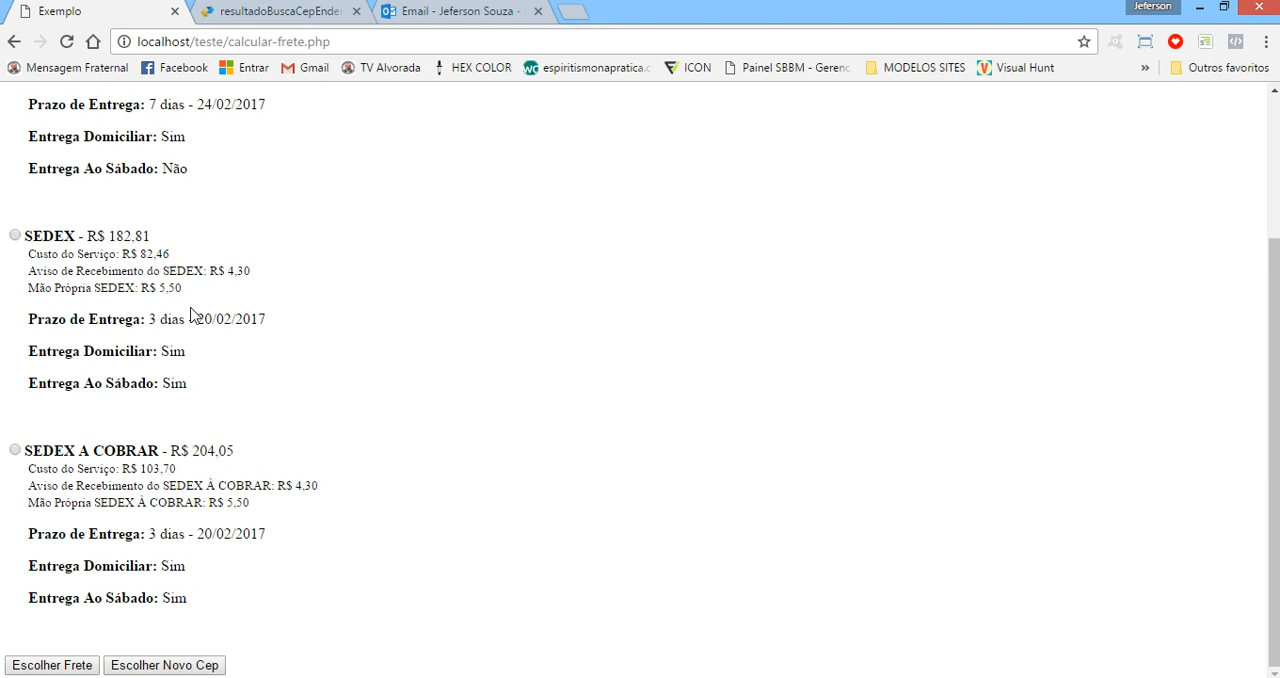 Exemplo
resultadoBuscaCepEnder
Email - Jeferson Souza -
Jeferson
localhost/teste/calcular-frete.php
Mensagem Fraternal
Facebook
Entrar
Gmail
TV Alvorada
HEX COLOR
espiritismonapratica.c
ICON
Painel SBBM - Gerenc
MODELOS SITES
Visual Hunt
»
Outros favoritos
Prazo de Entrega: 7 dias - 24/02/2017
Entrega Domiciliar: Sim
Entrega Ao Sábado: Não
SEDEX - R$ 182,81
Custo do Serviço: R$ 82,46
Aviso de Recebimento do SEDEX: R$ 4,30
Mão Própria SEDEX: R$ 5,50
Prazo de Entrega: 3 dias - 20/02/2017
Entrega Domiciliar: Sim
Entrega Ao Sábado: Sim
SEDEX A COBRAR - R$ 204,05
Custo do Serviço: R$ 103,70
Aviso de Recebimento do SEDEX À COBRAR: R$ 4,30
Mão Própria SEDEX À COBRAR: R$ 5,50
Prazo de Entrega: 3 dias - 20/02/2017
Entrega Domiciliar: Sim
Entrega Ao Sábado: Sim
Escolher Frete
Escolher Novo Cep